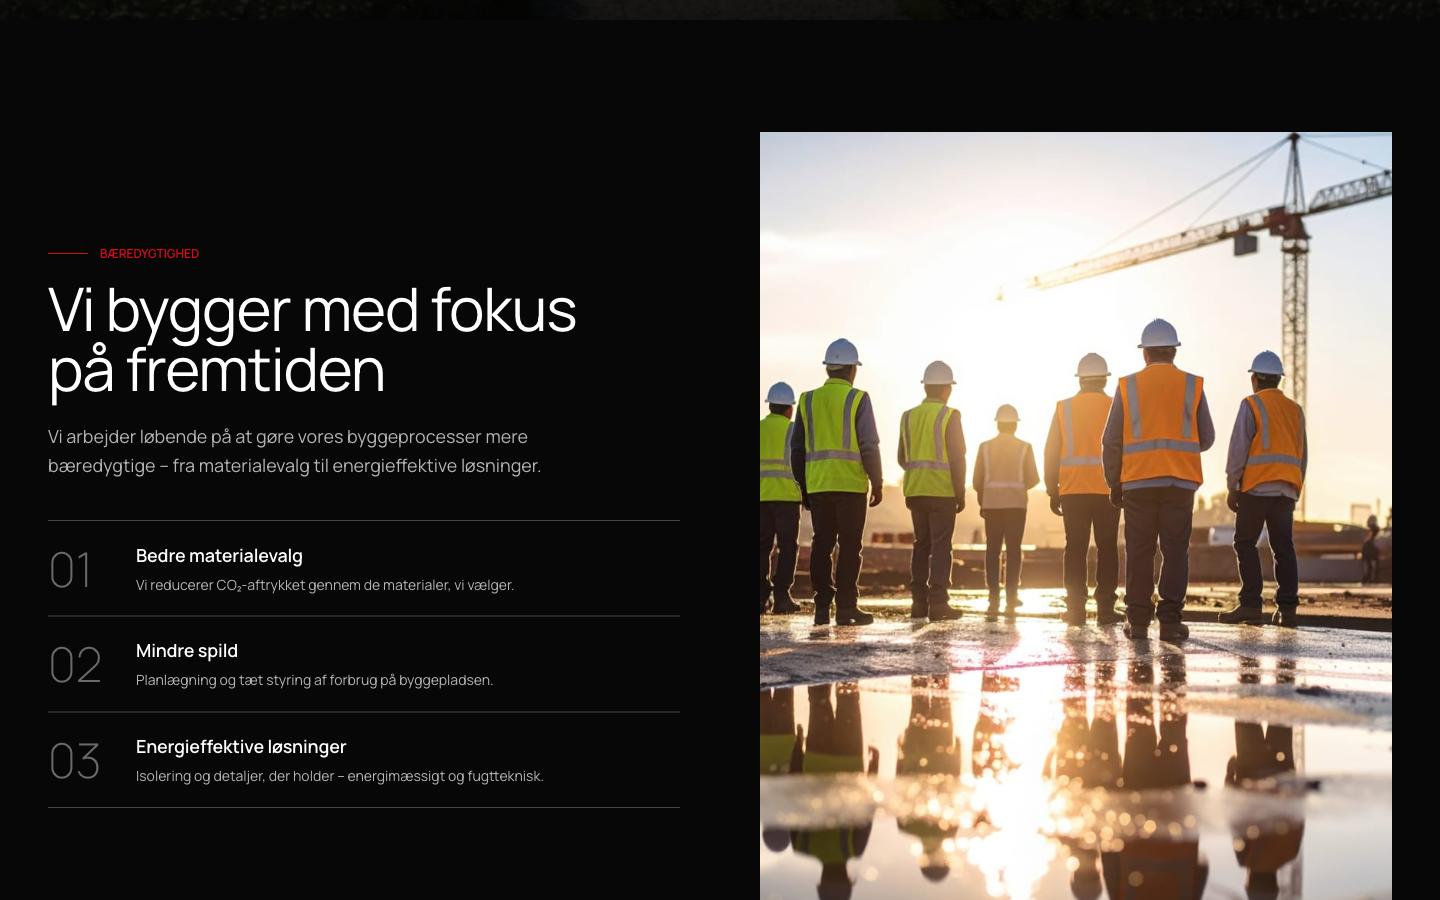 BÆREDYGTIGHED
Vi bygger med fokus
på fremtiden
Vi arbejder løbende på at gøre vores byggeprocesser mere
bæredygtige – fra materialevalg til energieffektive løsninger.
01
Bedre materialevalg
Vi reducerer CO₂-aftrykket gennem de materialer, vi vælger.
02
Mindre spild
Planlægning og tæt styring af forbrug på byggepladsen.
03
Energieffektive løsninger
Isolering og detaljer, der holder – energimæssigt og fugtteknisk.